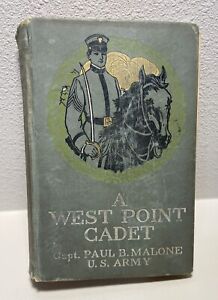 A
WEST POINT
CADET
Capt. PAUL B. MALONE
U.S. ARMY